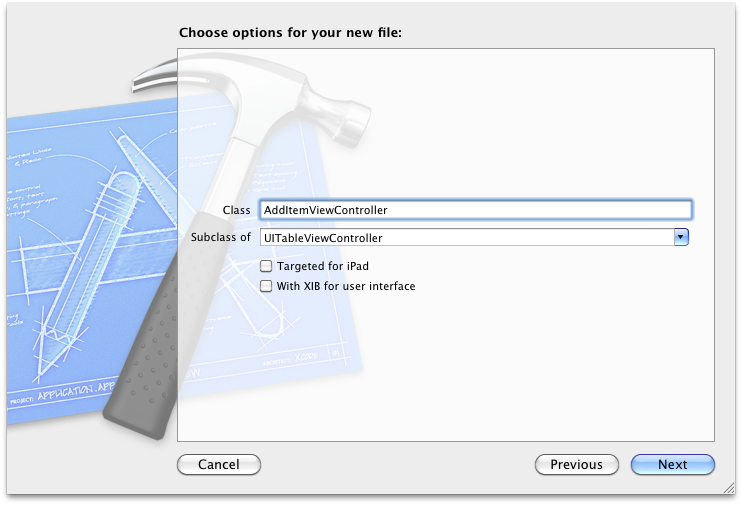 Choose options for your new file:
Class AddItemViewController
Subclass of UITableViewController
Targeted for iPad
With XIB for user interface
PROJECT: APPLICATION.APP
Cancel Previous Next